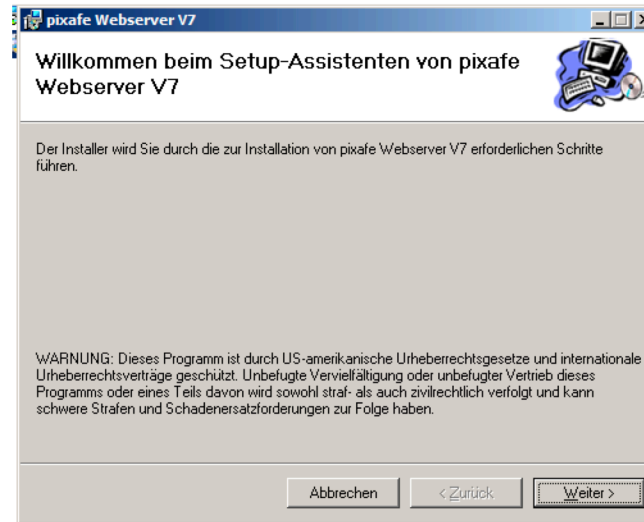 pixafe Webserver V7
Willkommen beim Setup-Assistenten von pixafe
Webserver V7
Der Installer wird Sie durch die zur Installation von pixafe Webserver V7 erforderlichen Schritte
führen.
WARNUNG: Dieses Programm ist durch US-amerikanische Urheberrechtsgesetze und internationale
Urheberrechtsverträge geschützt. Unbefugte Vervielfältigung oder unbefugter Vertrieb dieses
Programms oder eines Teils davon wird sowohl straf- als auch zivilrechtlich verfolgt und kann
schwere Strafen und Schadenersatzforderungen zur Folge haben.
Abbrechen
< Zurück
Weiter >